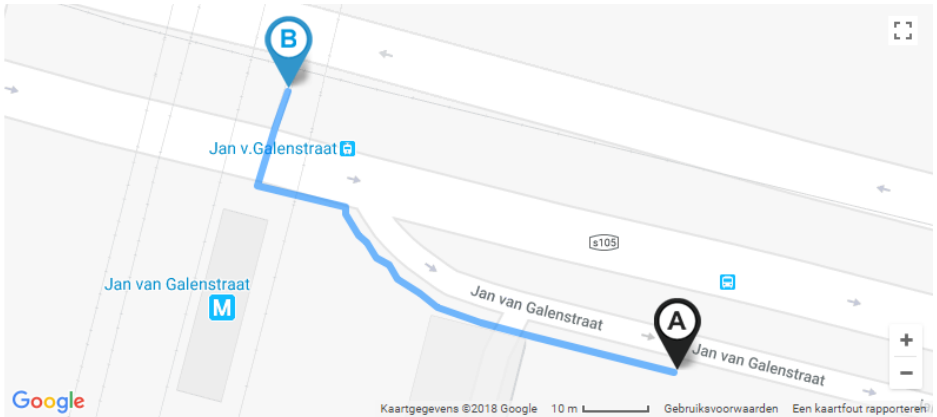 B
Jan v.Galenstraat
s105
Jan van Galenstraat
M
Jan van Galenstraat
A
Jan van Galenstraat
+
−
Google
Kaartgegevens ©2018 Google 10 m Gebruiksvoorwaarden Een kaartfout rapporteren